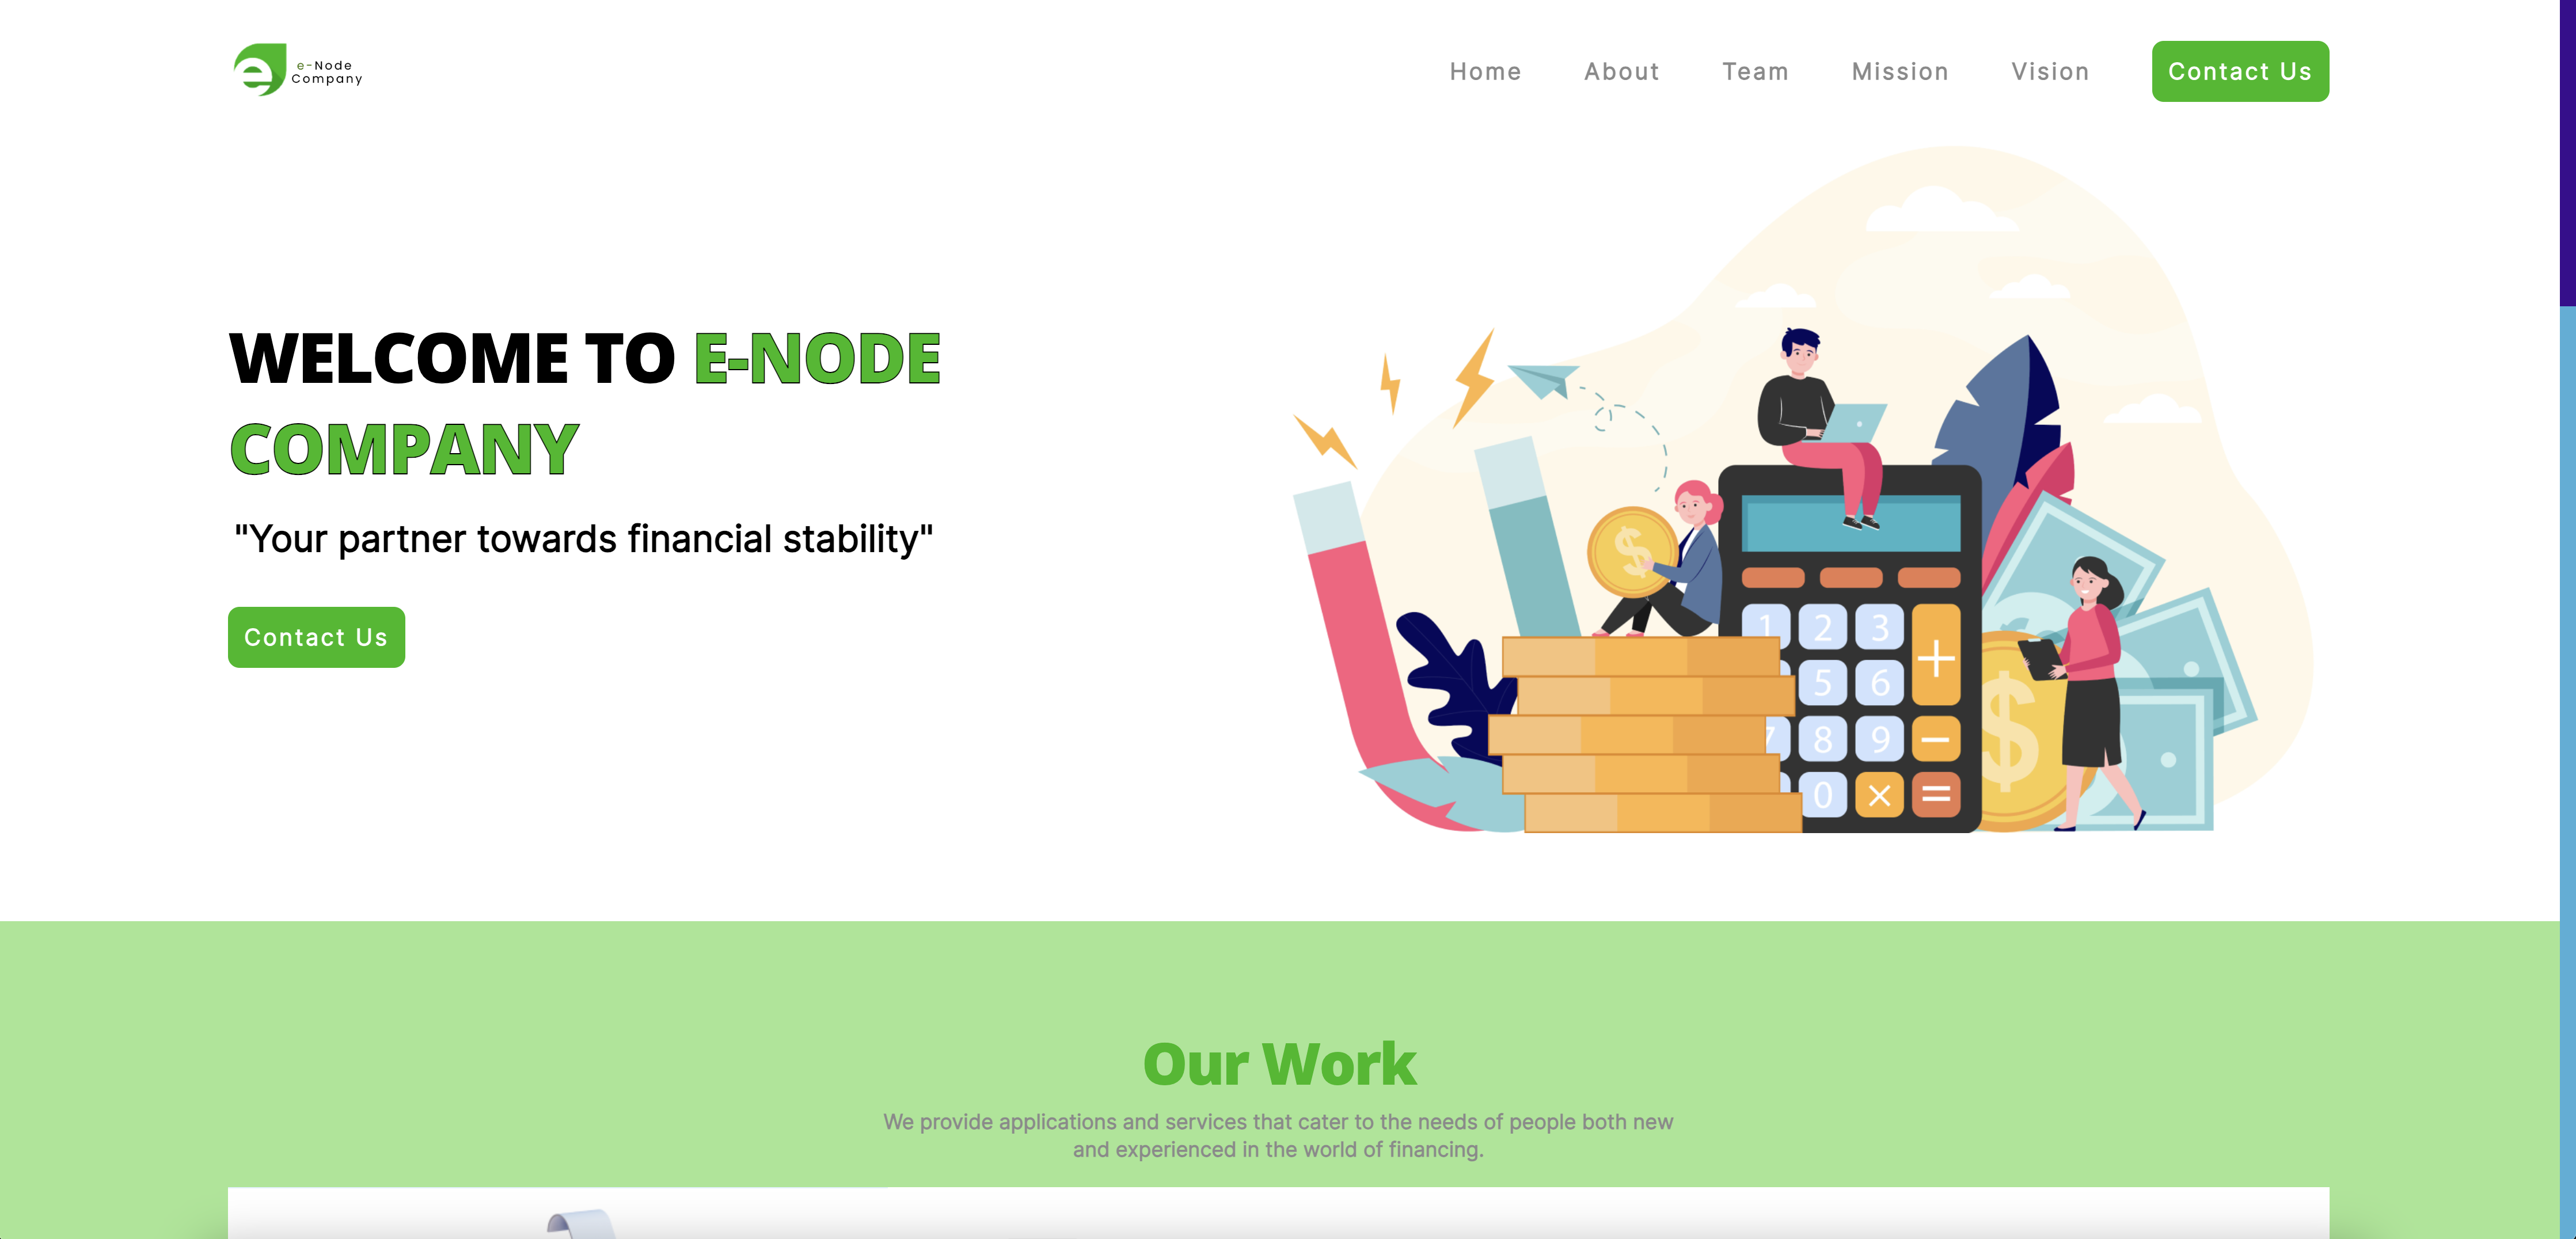 e-Node
Company
Home About Team Mission Vision Contact Us
WELCOME TO E-NODE
COMPANY
"Your partner towards financial stability"
Contact Us
$
1 2 3 +
5 6
$
7 8 9 −
0 × =
Our Work
We provide applications and services that cater to the needs of people both new
and experienced in the world of financing.